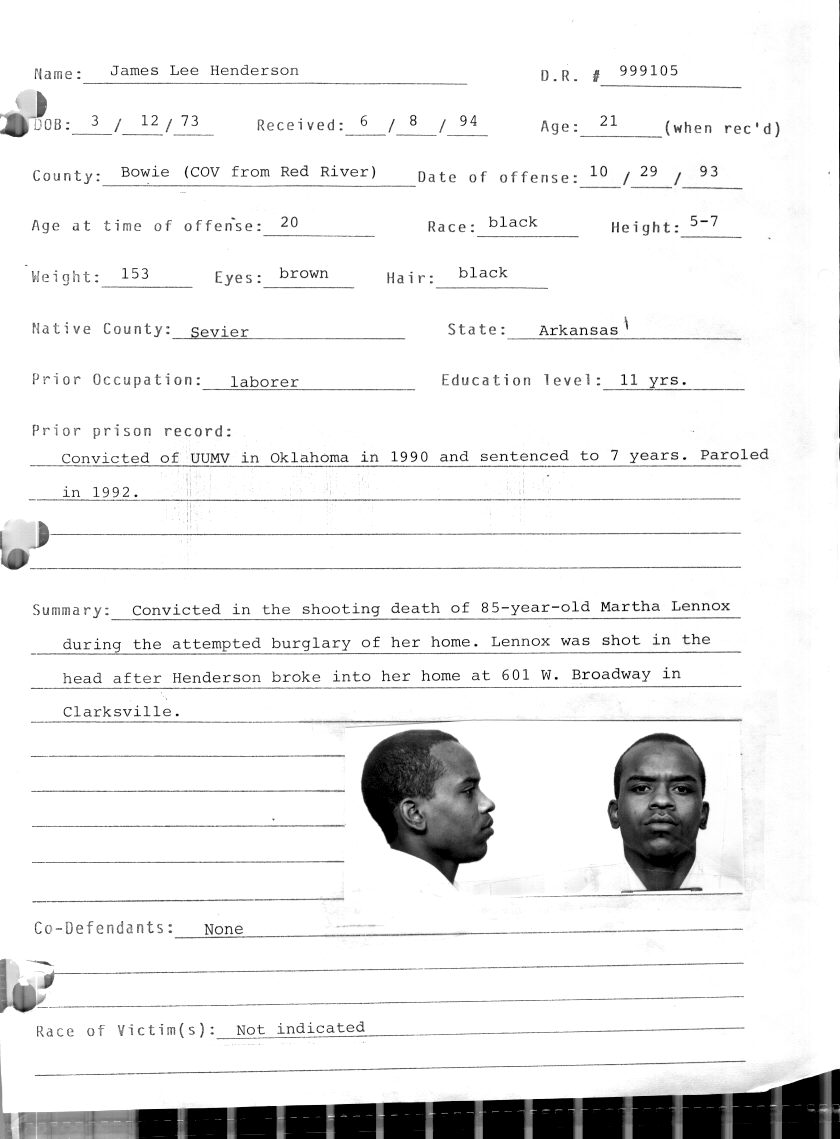 Name: James Lee Henderson D.R. # 999105
DOB: 3 / 12 / 73 Received: 6 / 8 / 94 Age: 21 (when rec'd)
County: Bowie (COV from Red River) Date of offense: 10 / 29 / 93
Age at time of offense: 20 Race: black Height: 5-7
Weight: 153 Eyes: brown Hair: black
Native County: Sevier State: Arkansas
Prior Occupation: laborer Education level: 11 yrs.
Prior prison record:
Convicted of UUMV in Oklahoma in 1990 and sentenced to 7 years. Paroled
in 1992.
Summary: Convicted in the shooting death of 85-year-old Martha Lennox
during the attempted burglary of her home. Lennox was shot in the
head after Henderson broke into her home at 601 W. Broadway in
Clarksville.
Co-Defendants: None
Race of Victim(s): Not indicated